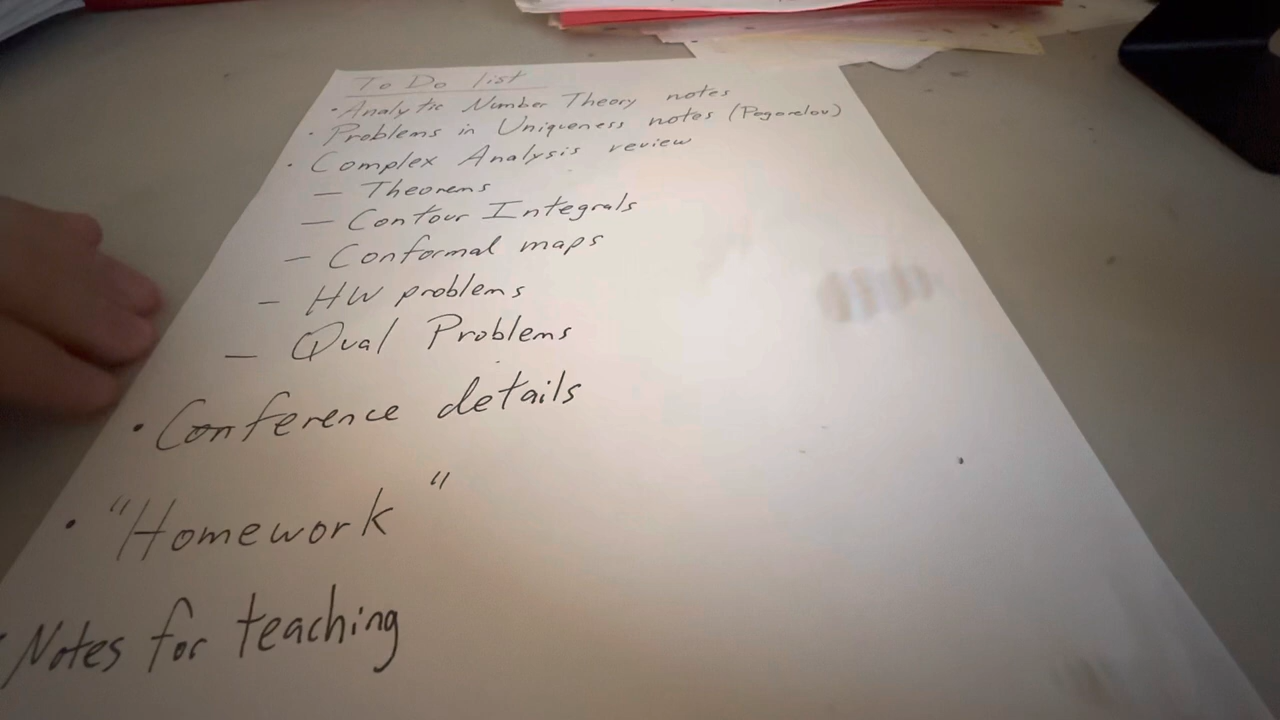 To Do list
• Analytic Number Theory notes
• Problems in Uniqueness notes (Pogorelov)
• Complex Analysis review
— Theorems
— Contour Integrals
— Conformal maps
— HW problems
— Qual Problems
• Conference details
• "Homework"
• Notes for teaching